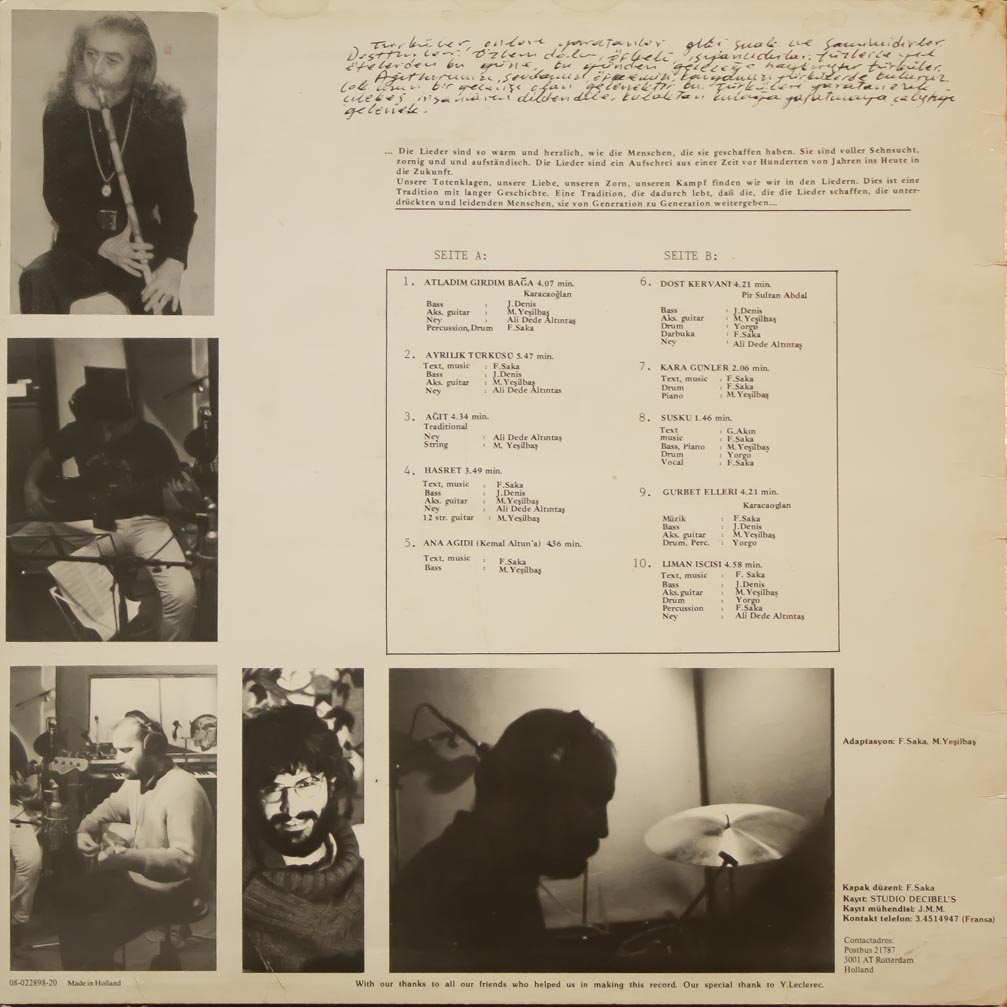 türküler, onları yaratanlar gibi sıcak ve samimidirler.
... Die Lieder sind so warm und herzlich, wie die Menschen, die sie geschaffen haben. Sie sind voller Sehnsucht,
zornig und und aufständisch. Die Lieder sind ein Aufschrei aus einer Zeit vor Hunderten von Jahren ins Heute in
die Zukunft.
Unsere Totenklagen, unsere Liebe, unseren Zorn, unseren Kampf finden wir wir in den Liedern. Dies ist eine
Tradition mit langer Geschichte. Eine Tradition, die dadurch lebt, daß die, die die Lieder schaffen, die unter-
drückten und leidenden Menschen, sie von Generation zu Generation weitergeben...
SEITE A:
1. ATLADIM GIRDIM BAĞA 4.07 min.
Karacaoğlan
Bass : J.Denis
Aks. guitar : M.Yeşilbaş
Ney : Ali Dede Altıntaş
Percussion,Drum F.Saka
2. AYRILIK TÜRKÜSÜ 5.47 min.
Text, music : F.Saka
Bass : J.Denis
Aks. guitar : M.Yeşilbaş
Ney : Ali Dede Altıntas
3. AĞIT 4.34 min.
Traditional
Ney : Ali Dede Altıntaş
String : M. Yeşilbaş
4. HASRET 3.49 min.
Text, music : F.Saka
Bass : J.Denis
Aks. guitar : M.Yeşilbaş
Ney : Ali Dede Altıntaş
12 str. guitar : M.Yeşilbaş
5. ANA AGIDI (Kemal Altun'a) 4.36 min.
Text, music : F.Saka
Bass : M.Yeşilbaş
SEITE B:
6. DOST KERVANI 4.21 min.
Pir Sultan Abdal
Bass : J.Denis
Aks. guitar : M.Yeşilbaş
Drum : Yorgo
Darbuka : F.Saka
Ney : Ali Dede Altıntaş
7. KARA GÜNLER 2.06 min.
Text, music : F.Saka
Drum : F.Saka
Piano : M.Yeşilbaş
8. SUSKU 1.46 min.
Text : G.Akın
music : F.Saka
Bass, Piano : M.Yeşilbaş
Drum : Yorgo
Vocal : F.Saka
9. GURBET ELLERI 4.21 min.
Karacaoglan
Müzik : F.Saka
Bass : J.Denis
Aks. guitar : M.Yeşilbaş
Drum, Perc. : Yorgo
10. LIMAN ISCISI 4.58 min.
Text, music : F. Saka
Bass : J.Denis
Aks.guitar : M.Yeşilbaş
Drum : Yorgo
Percussion : F.Saka
Ney : Ali Dede Altıntaş
Adaptasyon: F.Saka, M.Yeşilbaş
Kapak düzeni: F.Saka
Kayıt: STUDIO DECIBEL'S
Kayıt mühendisi: J.M.M.
Kontakt telefon: 3.4514947 (Fransa)
Contactadres:
Postbus 21787
3001 AT Rotterdam
Holland
08-022898-20 Made in Holland
With our thanks to all our friends who helped us in making this record. Our special thank to Y.Leclerec.